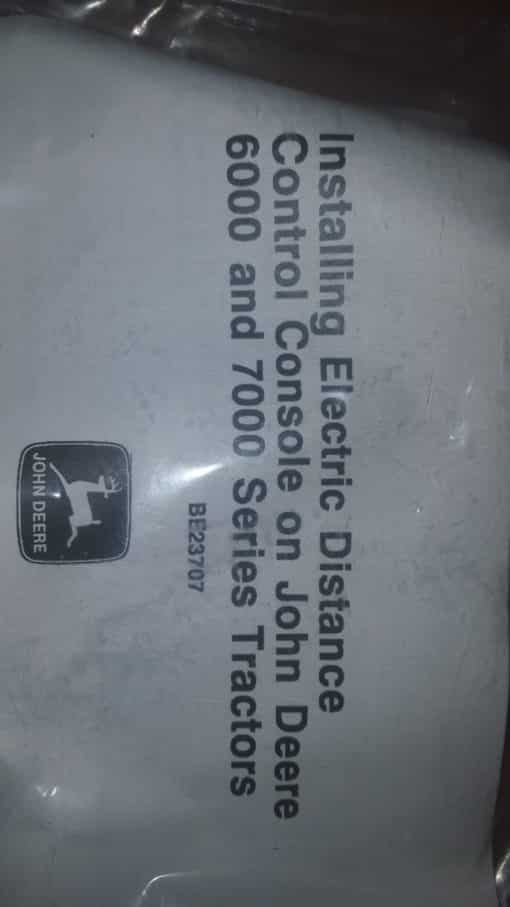 Installing Electric Distance
Control Console on John Deere
6000 and 7000 Series Tractors
BE23707
JOHN DEERE